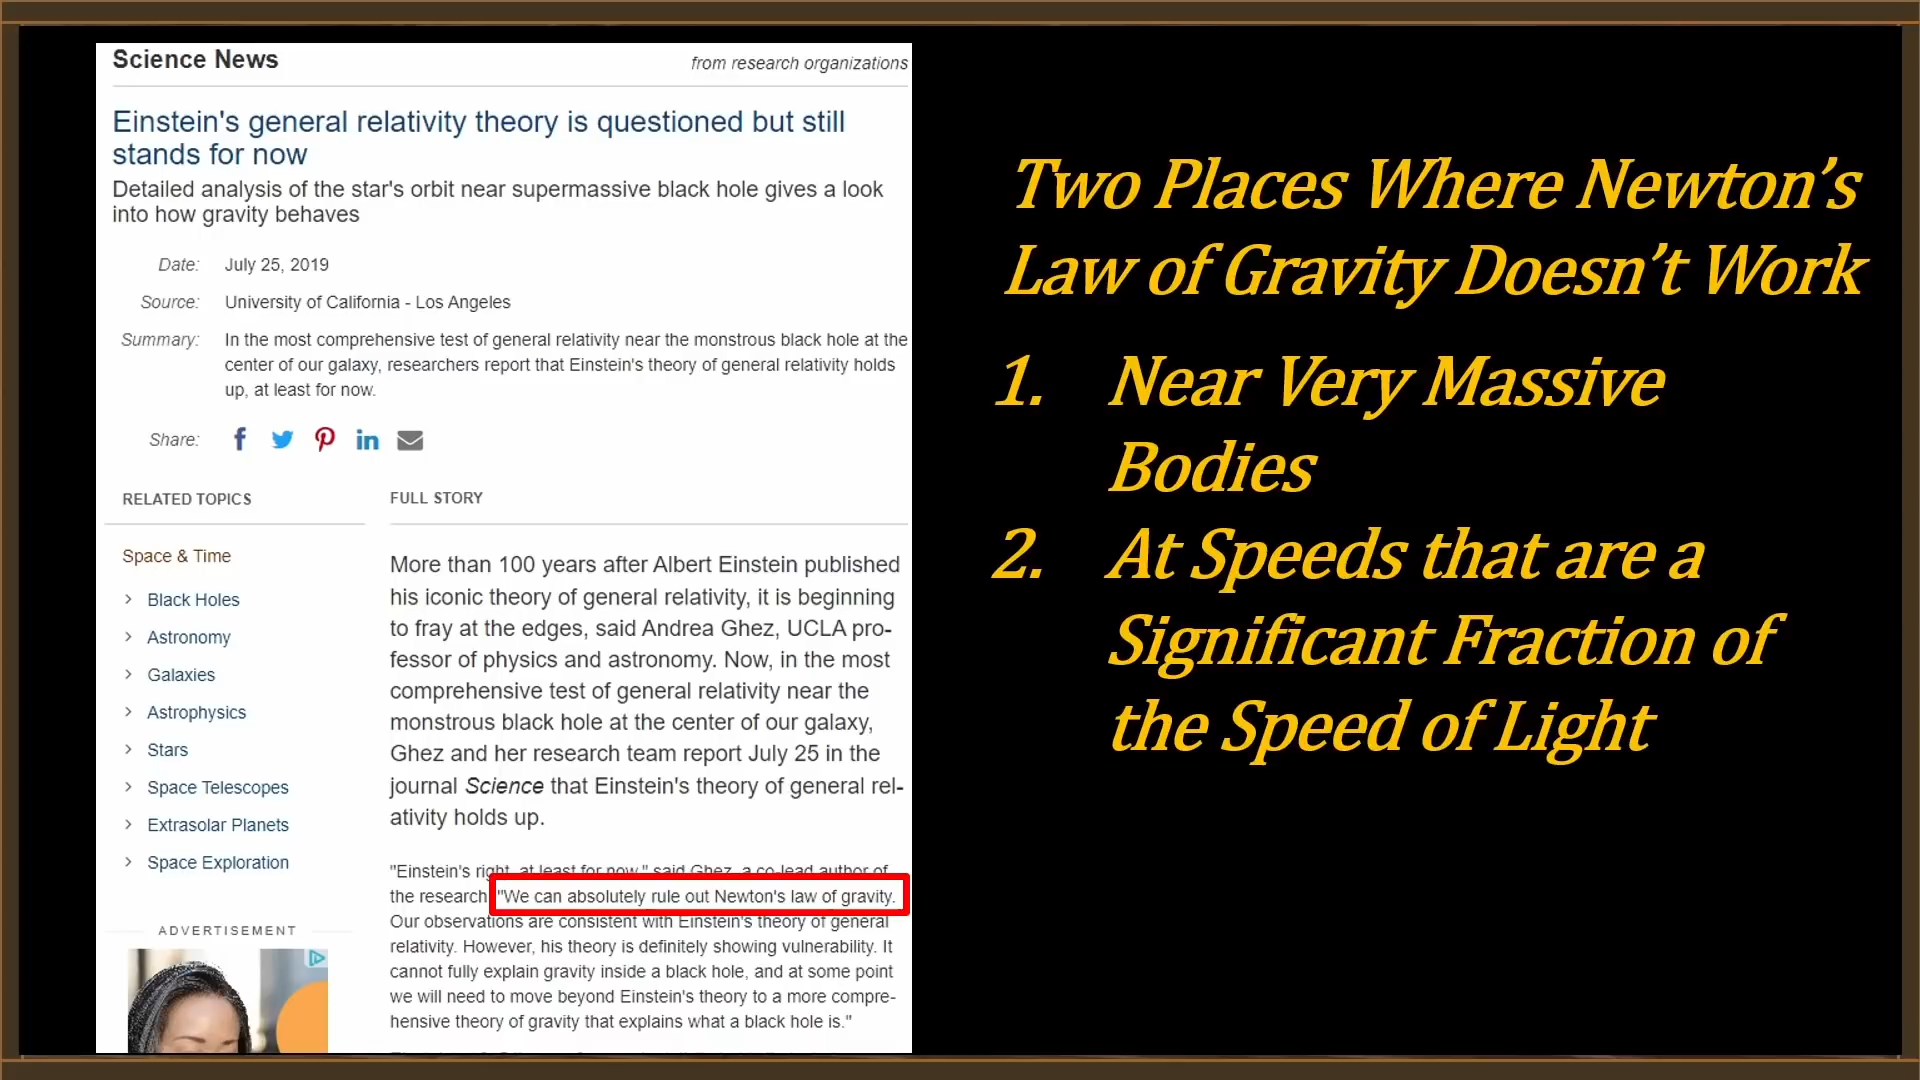 Science News
from research organizations
Einstein's general relativity theory is questioned but still
stands for now
Detailed analysis of the star's orbit near supermassive black hole gives a look
into how gravity behaves
Date: July 25, 2019
Source: University of California - Los Angeles
Summary: In the most comprehensive test of general relativity near the monstrous black hole at the
center of our galaxy, researchers report that Einstein's theory of general relativity holds
up, at least for now.
Share:
RELATED TOPICS
Space & Time
> Black Holes
> Astronomy
> Galaxies
> Astrophysics
> Stars
> Space Telescopes
> Extrasolar Planets
> Space Exploration
ADVERTISEMENT
FULL STORY
More than 100 years after Albert Einstein published
his iconic theory of general relativity, it is beginning
to fray at the edges, said Andrea Ghez, UCLA pro-
fessor of physics and astronomy. Now, in the most
comprehensive test of general relativity near the
monstrous black hole at the center of our galaxy,
Ghez and her research team report July 25 in the
journal Science that Einstein's theory of general rel-
ativity holds up.
"Einstein's right, at least for now," said Ghez, a co-lead author of
the research "We can absolutely rule out Newton's law of gravity.
Our observations are consistent with Einstein's theory of general
relativity. However, his theory is definitely showing vulnerability. It
cannot fully explain gravity inside a black hole, and at some point
we will need to move beyond Einstein's theory to a more compre-
hensive theory of gravity that explains what a black hole is."
Two Places Where Newton’s
Law of Gravity Doesn’t Work
1. Near Very Massive
Bodies
2. At Speeds that are a
Significant Fraction of
the Speed of Light